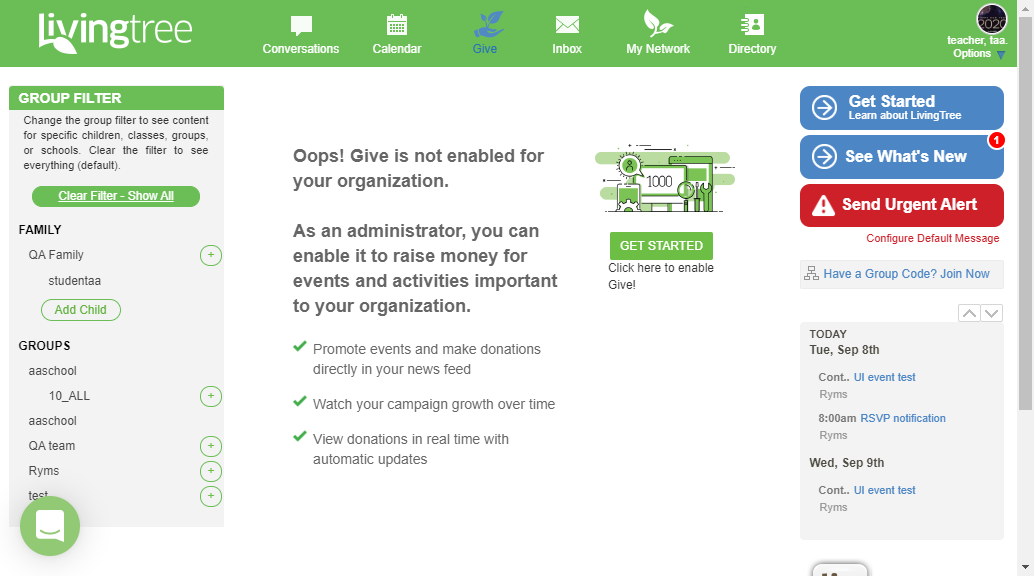 livingtree
Conversations
Calendar
Give
Inbox
My Network
Directory
2020
teacher, taa.
Options
GROUP FILTER
Change the group filter to see content
for specific children, classes, groups,
or schools. Clear the filter to see
everything (default).
Clear Filter - Show All
FAMILY
QA Family
+
studentaa
Add Child
GROUPS
aaschool
10_ALL
+
aaschool
QA team
+
Ryms
+
test
+
Oops! Give is not enabled for
your organization.
As an administrator, you can
enable it to raise money for
events and activities important
to your organization.
Promote events and make donations
directly in your news feed
Watch your campaign growth over time
View donations in real time with
automatic updates
1000
GET STARTED
Click here to enable
Give!
Get Started
Learn about LivingTree
1
See What's New
Send Urgent Alert
Configure Default Message
Have a Group Code? Join Now
TODAY
Tue, Sep 8th
Cont.. UI event test
Ryms
8:00am RSVP notification
Ryms
Wed, Sep 9th
Cont.. UI event test
Ryms